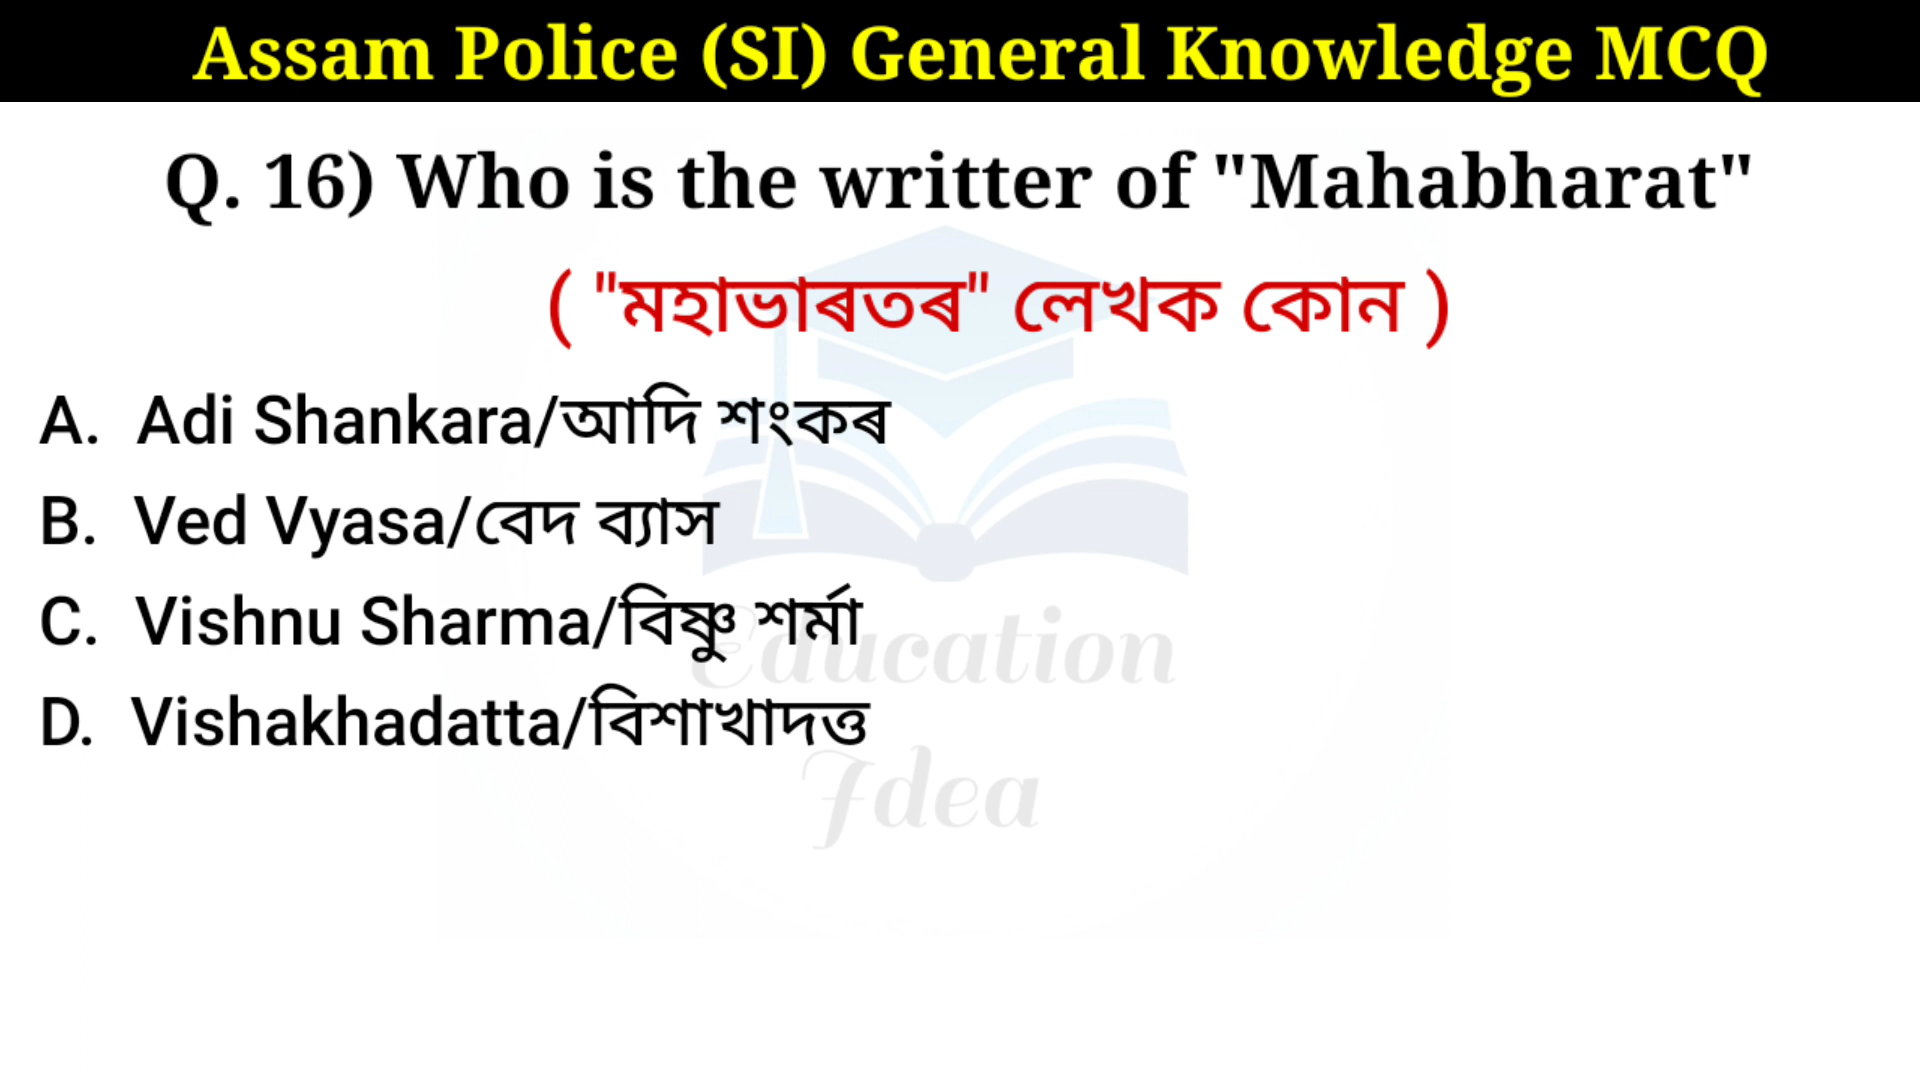 Assam Police (SI) General Knowledge MCQ
Q. 16) Who is the writter of "Mahabharat"
( "মহাভাৰতৰ" লেখক কোন )
A. Adi Shankara/আদি শংকৰ
B. Ved Vyasa/বেদ ব্যাস
C. Vishnu Sharma/বিষ্ণু শৰ্মা
D. Vishakhadatta/বিশাখাদত্ত
Education
Idea